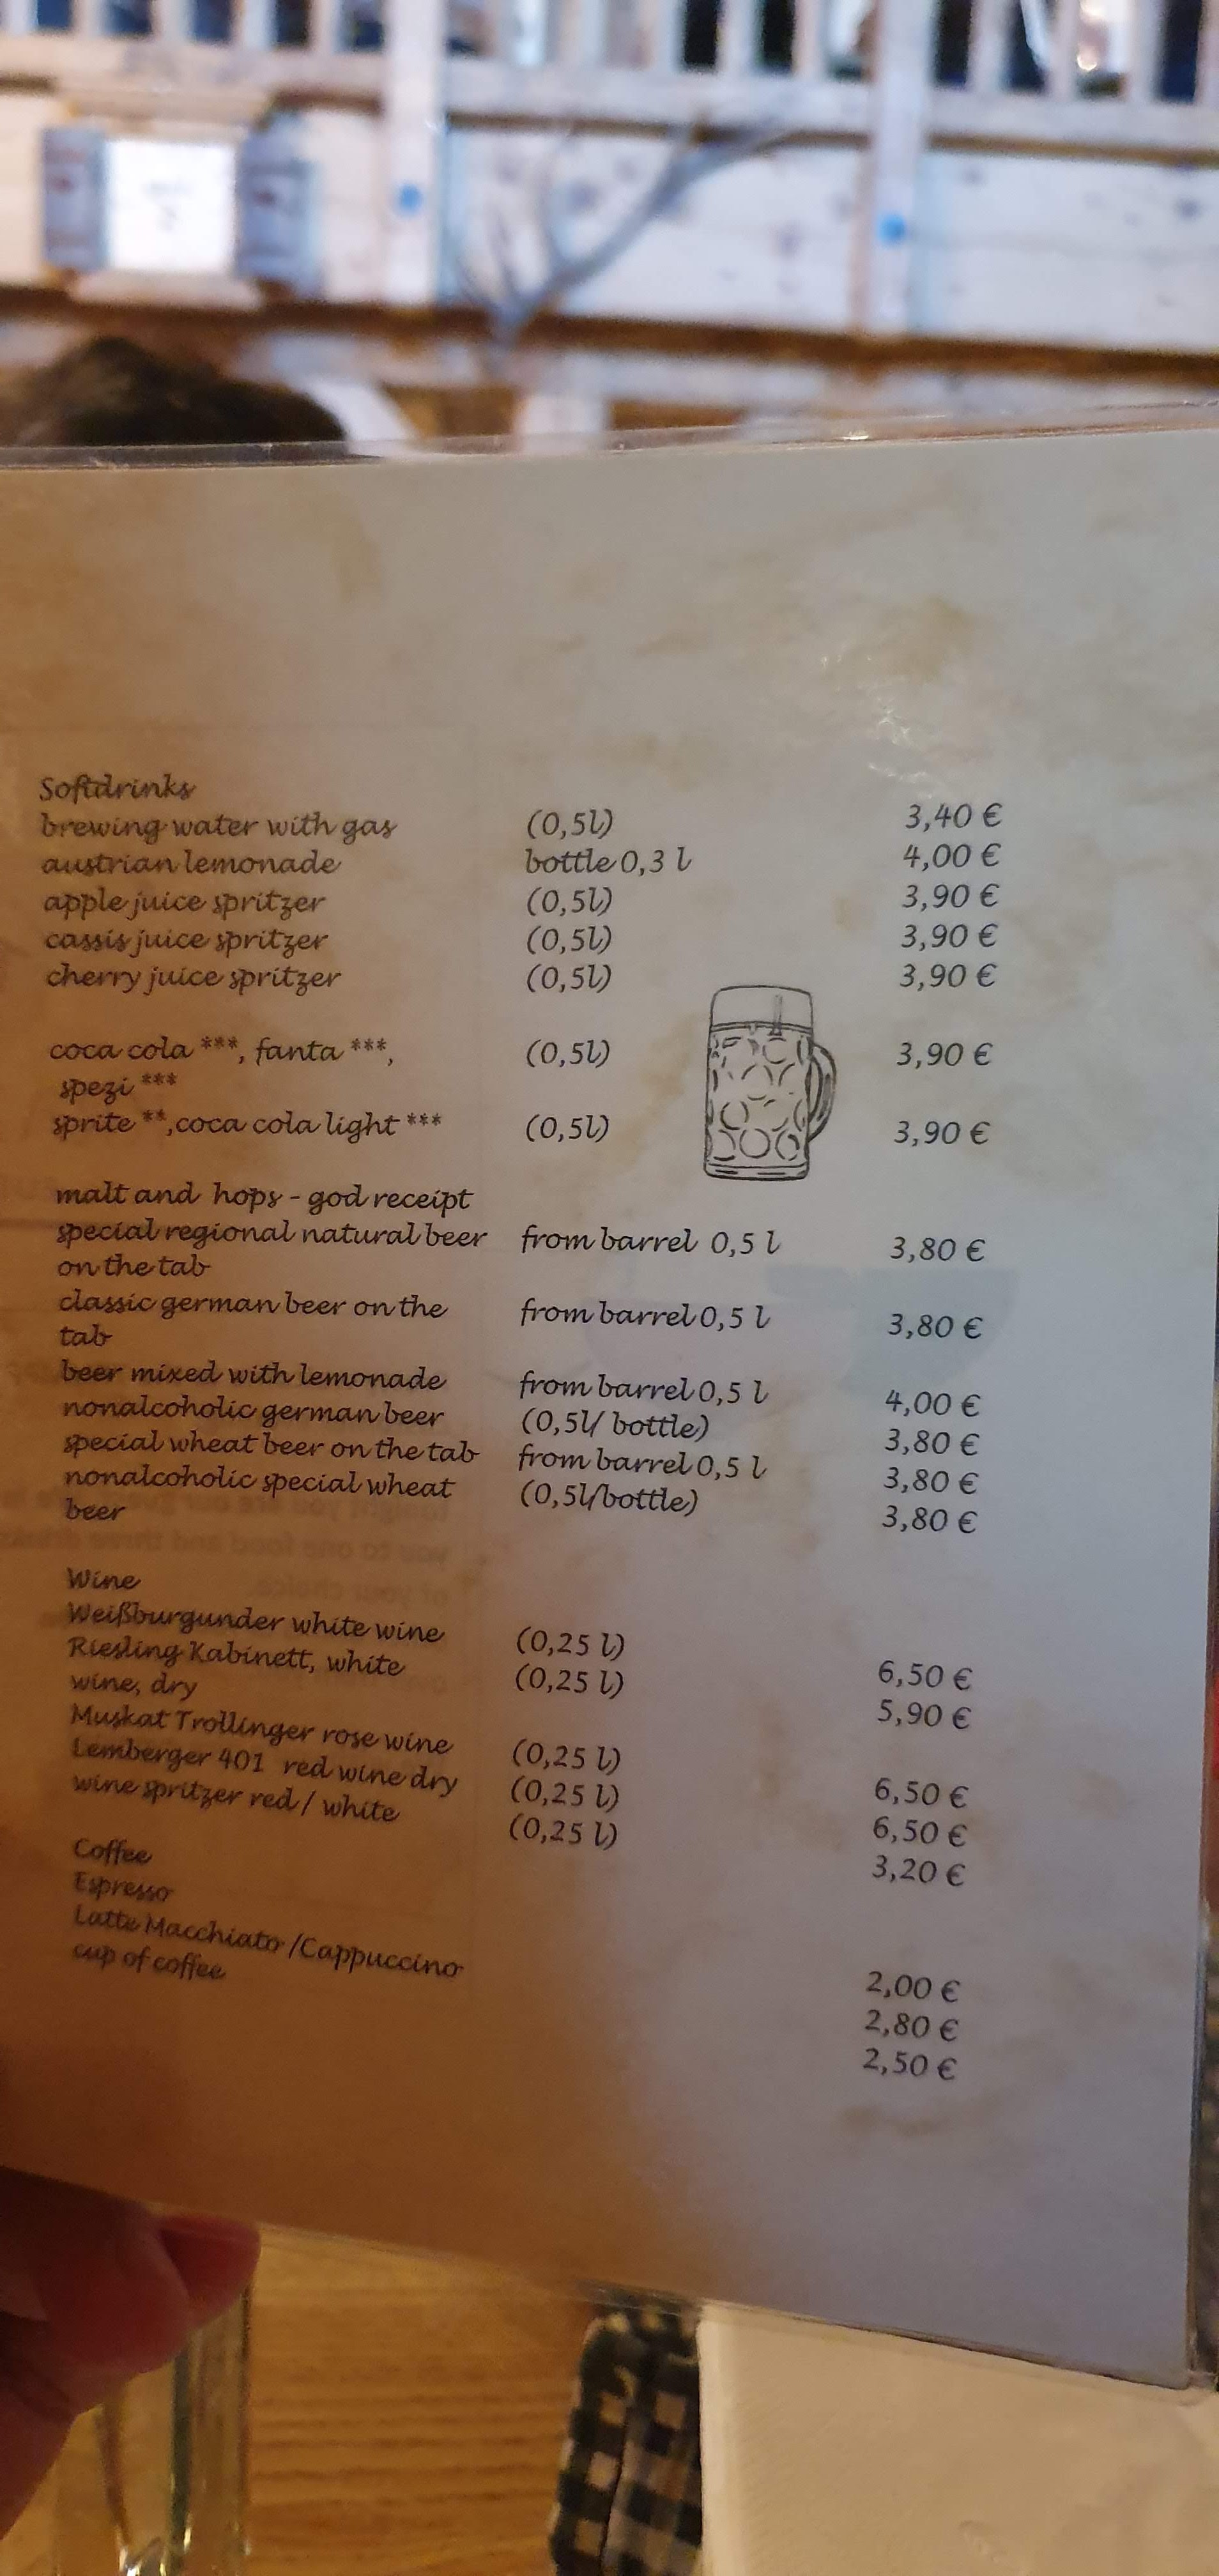 Softdrinks
brewing water with gas (0,5l) 3,40 €
austrian lemonade bottle 0,3 l 4,00 €
apple juice spritzer (0,5l) 3,90 €
cassis juice spritzer (0,5l) 3,90 €
cherry juice spritzer (0,5l) 3,90 €
coca cola ***, fanta ***, (0,5l) 3,90 €
spezi ***
sprite **,coca cola light *** (0,5l) 3,90 €
malt and hops - god receipt
special regional natural beer from barrel 0,5 l 3,80 €
on the tab
classic german beer on the from barrel 0,5 l 3,80 €
tab
beer mixed with lemonade from barrel 0,5 l 4,00 €
nonalcoholic german beer (0,5l/ bottle) 3,80 €
special wheat beer on the tab from barrel 0,5 l 3,80 €
nonalcoholic special wheat (0,5l/bottle) 3,80 €
beer
Wine
Weißburgunder white wine (0,25 l) 6,50 €
Riesling Kabinett, white (0,25 l) 5,90 €
wine, dry
Muskat Trollinger rose wine (0,25 l) 6,50 €
Lemberger 401 red wine dry (0,25 l) 6,50 €
wine spritzer red / white (0,25 l) 3,20 €
Coffee
Espresso 2,00 €
Latte Macchiato /Cappuccino 2,80 €
cup of coffee 2,50 €